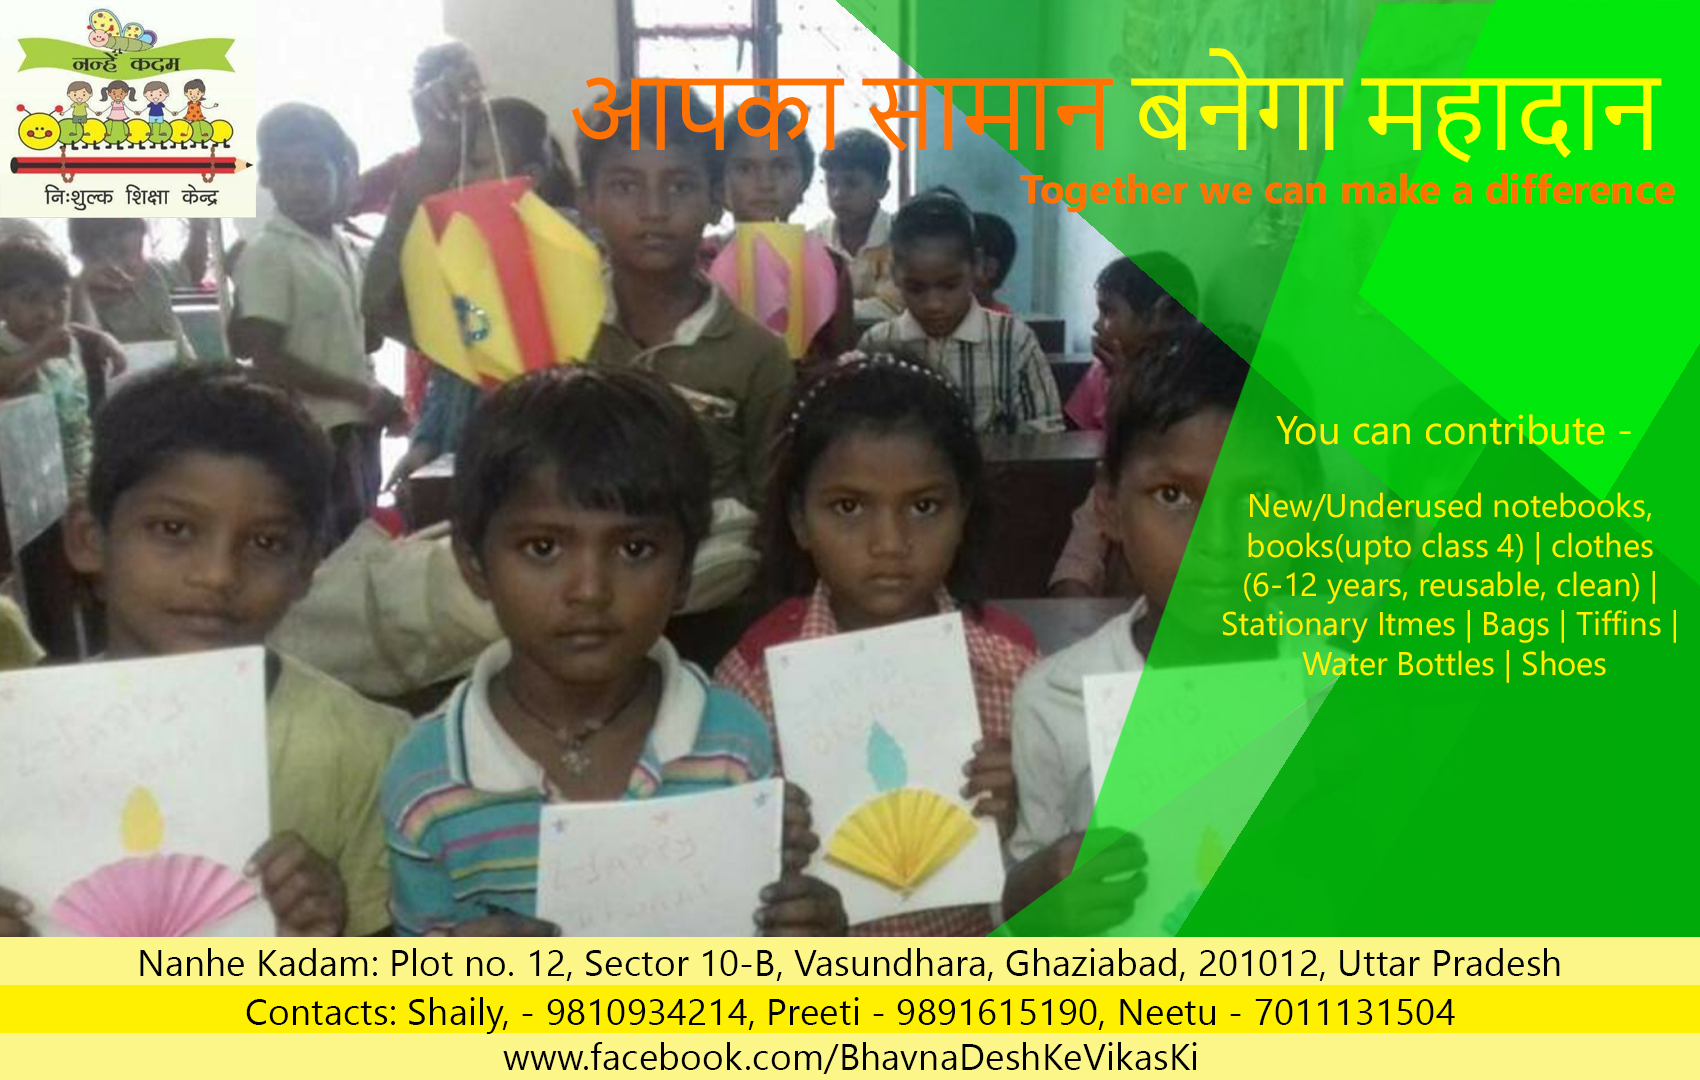 नन्हें कदम
निःशुल्क शिक्षा केन्द्र
आपका सामान बनेगा महादान
Together we can make a difference
You can contribute -
New/Underused notebooks,
books(upto class 4) | clothes
(6-12 years, reusable, clean) |
Stationary Itmes | Bags | Tiffins |
Water Bottles | Shoes
Nanhe Kadam: Plot no. 12, Sector 10-B, Vasundhara, Ghaziabad, 201012, Uttar Pradesh
Contacts: Shaily, - 9810934214, Preeti - 9891615190, Neetu - 7011131504
www.facebook.com/BhavnaDeshKeVikasKi